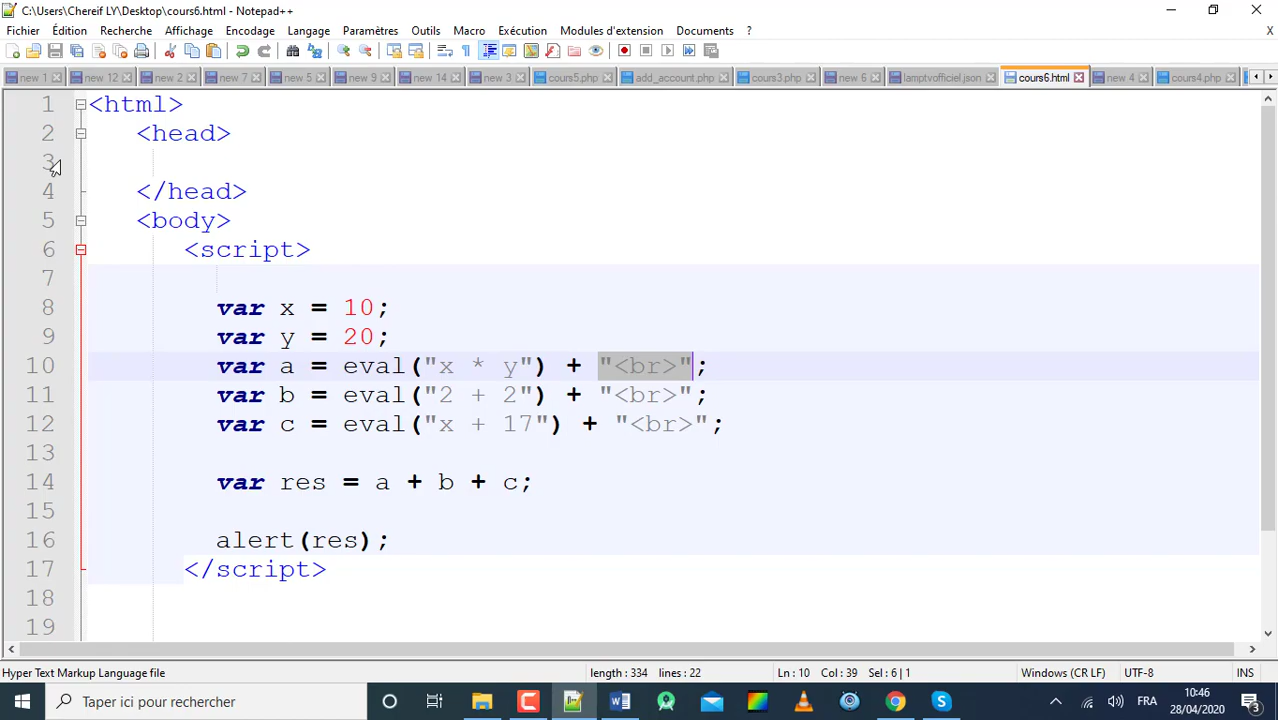 C:\Users\Chereif LY\Desktop\cours6.html - Notepad++
Fichier Édition Recherche Affichage Encodage Langage Paramètres Outils Macro Exécution Modules d'extension Documents ? X
new 1 new 12 new 2 new 7 new 5 new 9 new 14 new 3 cours5.php add_account.php cours3.php new 6 lamptvofficiel.json cours6.html new 4 cours4.php
1 <html>
2 <head>
3
4 </head>
5 <body>
6 <script>
7
8 var x = 10;
9 var y = 20;
10 var a = eval("x * y") + "<br>";
11 var b = eval("2 + 2") + "<br>";
12 var c = eval("x + 17") + "<br>";
13
14 var res = a + b + c;
15
16 alert(res);
17 </script>
18
19
Hyper Text Markup Language file length : 334 lines : 22 Ln : 10 Col : 39 Sel : 6 | 1 Windows (CR LF) UTF-8 INS
Taper ici pour rechercher FRA 10:46
28/04/2020 3